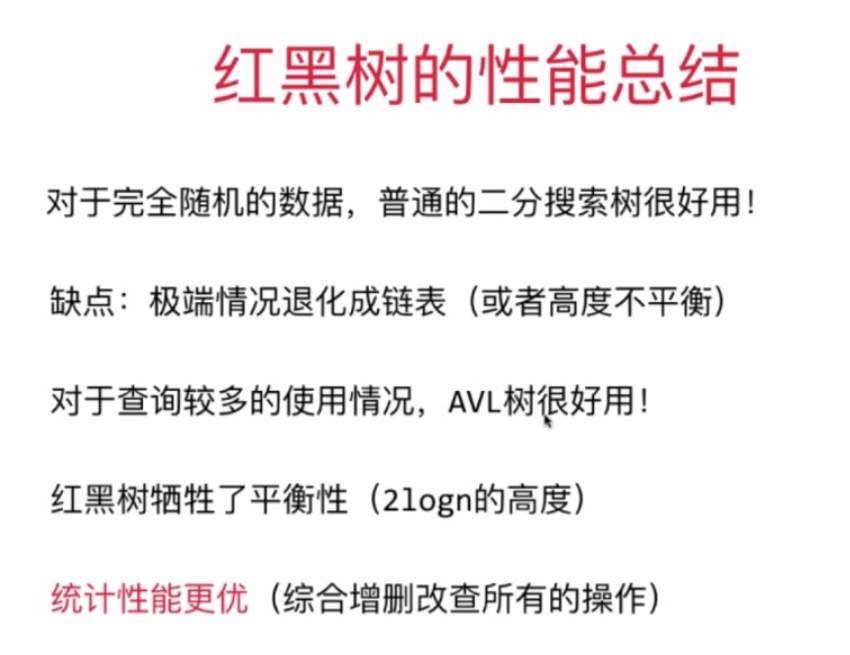 红黑树的性能总结
对于完全随机的数据，普通的二分搜索树很好用！
缺点：极端情况退化成链表（或者高度不平衡）
对于查询较多的使用情况，AVL树很好用！
红黑树牺牲了平衡性（2logn的高度）
统计性能更优（综合增删改查所有的操作）